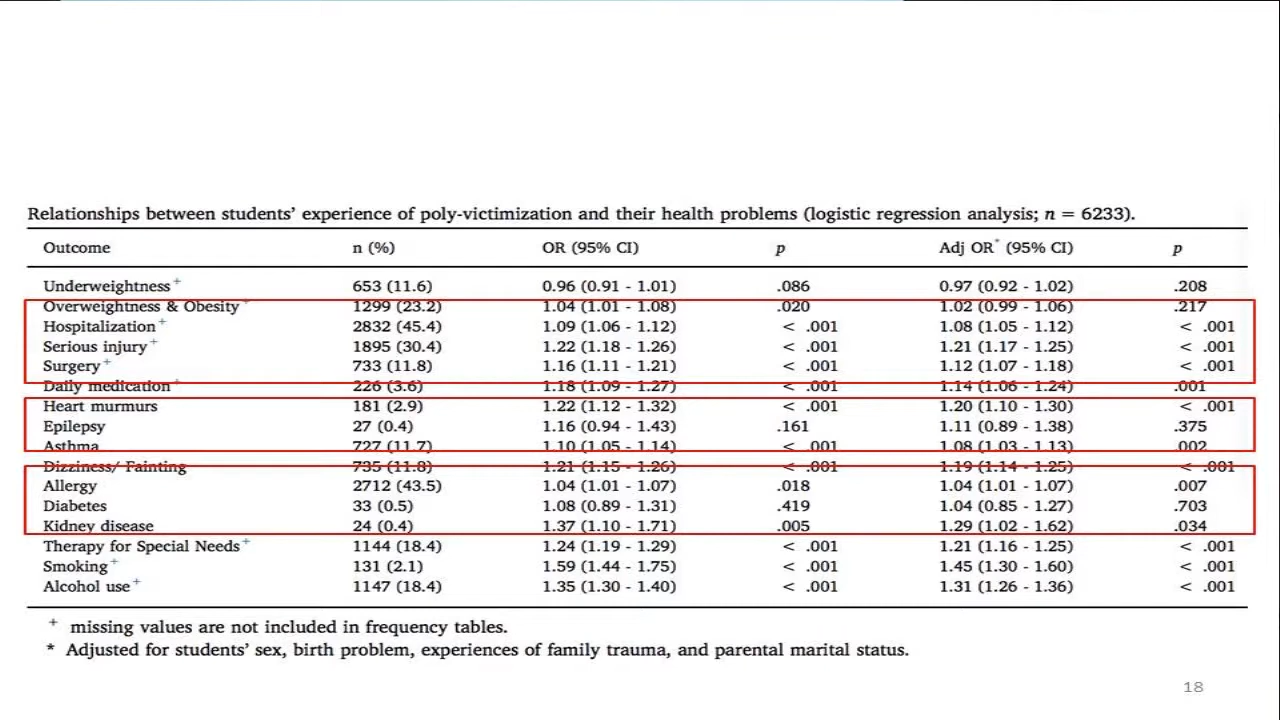 Relationships between students' experience of poly-victimization and their health problems (logistic regression analysis; n = 6233).
Outcome n (%) OR (95% CI) p Adj OR* (95% CI) p
Underweightness+ 653 (11.6) 0.96 (0.91 - 1.01) .086 0.97 (0.92 - 1.02) .208
Overweightness & Obesity+ 1299 (23.2) 1.04 (1.01 - 1.08) .020 1.02 (0.99 - 1.06) .217
Hospitalization+ 2832 (45.4) 1.09 (1.06 - 1.12) < .001 1.08 (1.05 - 1.12) < .001
Serious injury+ 1895 (30.4) 1.22 (1.18 - 1.26) < .001 1.21 (1.17 - 1.25) < .001
Surgery+ 733 (11.8) 1.16 (1.11 - 1.21) < .001 1.12 (1.07 - 1.18) < .001
Daily medication+ 226 (3.6) 1.18 (1.09 - 1.27) < .001 1.14 (1.06 - 1.24) .001
Heart murmurs 181 (2.9) 1.22 (1.12 - 1.32) < .001 1.20 (1.10 - 1.30) < .001
Epilepsy 27 (0.4) 1.16 (0.94 - 1.43) .161 1.11 (0.89 - 1.38) .375
Asthma 727 (11.7) 1.10 (1.05 - 1.14) < .001 1.08 (1.03 - 1.13) .002
Dizziness/ Fainting 735 (11.8) 1.21 (1.15 - 1.26) < .001 1.19 (1.14 - 1.25) < .001
Allergy 2712 (43.5) 1.04 (1.01 - 1.07) .018 1.04 (1.01 - 1.07) .007
Diabetes 33 (0.5) 1.08 (0.89 - 1.31) .419 1.04 (0.85 - 1.27) .703
Kidney disease 24 (0.4) 1.37 (1.10 - 1.71) .005 1.29 (1.02 - 1.62) .034
Therapy for Special Needs+ 1144 (18.4) 1.24 (1.19 - 1.29) < .001 1.21 (1.16 - 1.25) < .001
Smoking+ 131 (2.1) 1.59 (1.44 - 1.75) < .001 1.45 (1.30 - 1.60) < .001
Alcohol use+ 1147 (18.4) 1.35 (1.30 - 1.40) < .001 1.31 (1.26 - 1.36) < .001
+ missing values are not included in frequency tables.
* Adjusted for students' sex, birth problem, experiences of family trauma, and parental marital status.
18